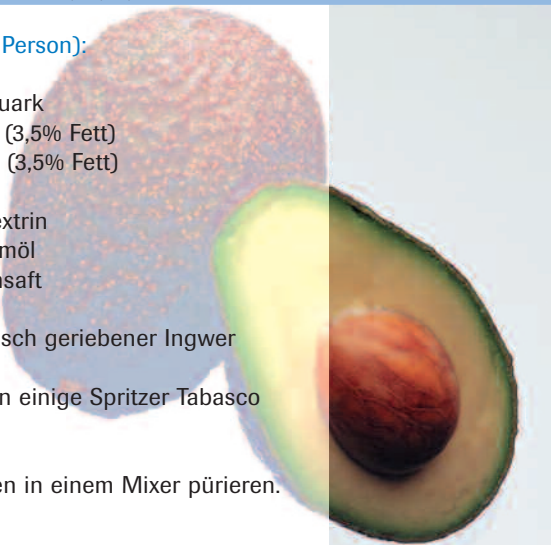 Person):
uark
(3,5% Fett)
(3,5% Fett)
extrin
möl
nsaft
sch geriebener Ingwer
n einige Spritzer Tabasco
en in einem Mixer pürieren.